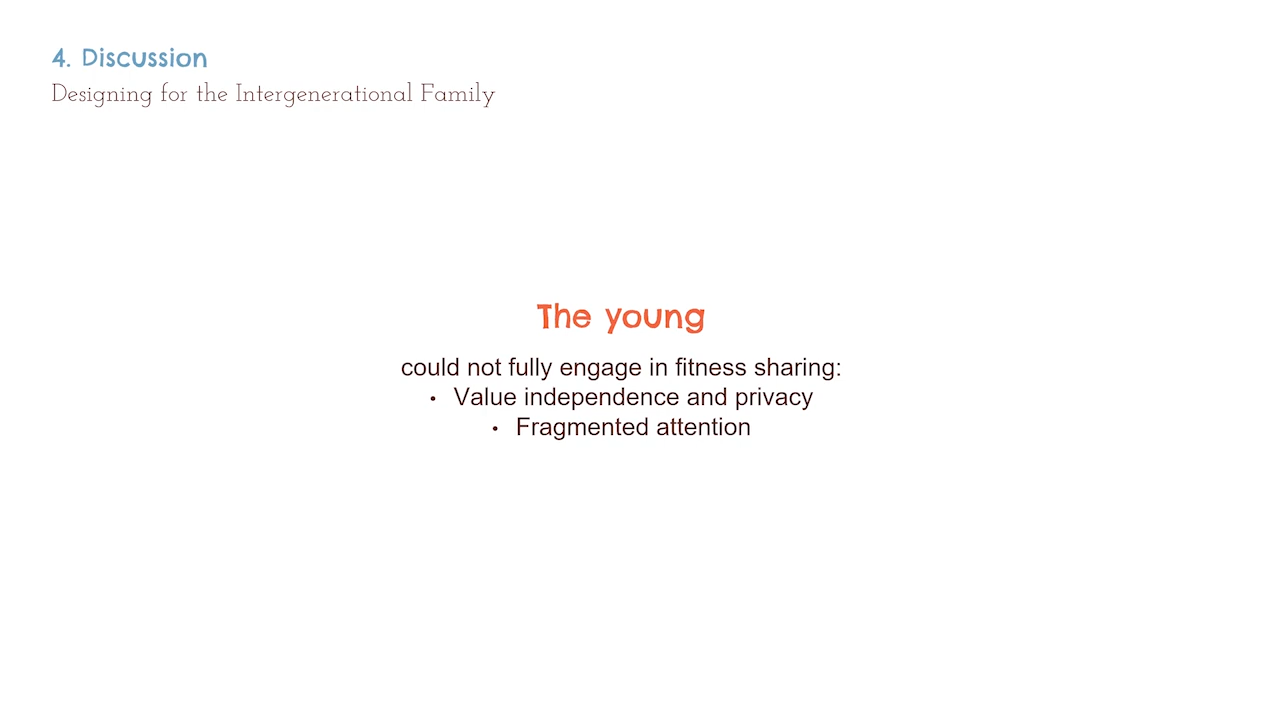 4. Discussion
Designing for the Intergenerational Family
The young
could not fully engage in fitness sharing:
• Value independence and privacy
• Fragmented attention